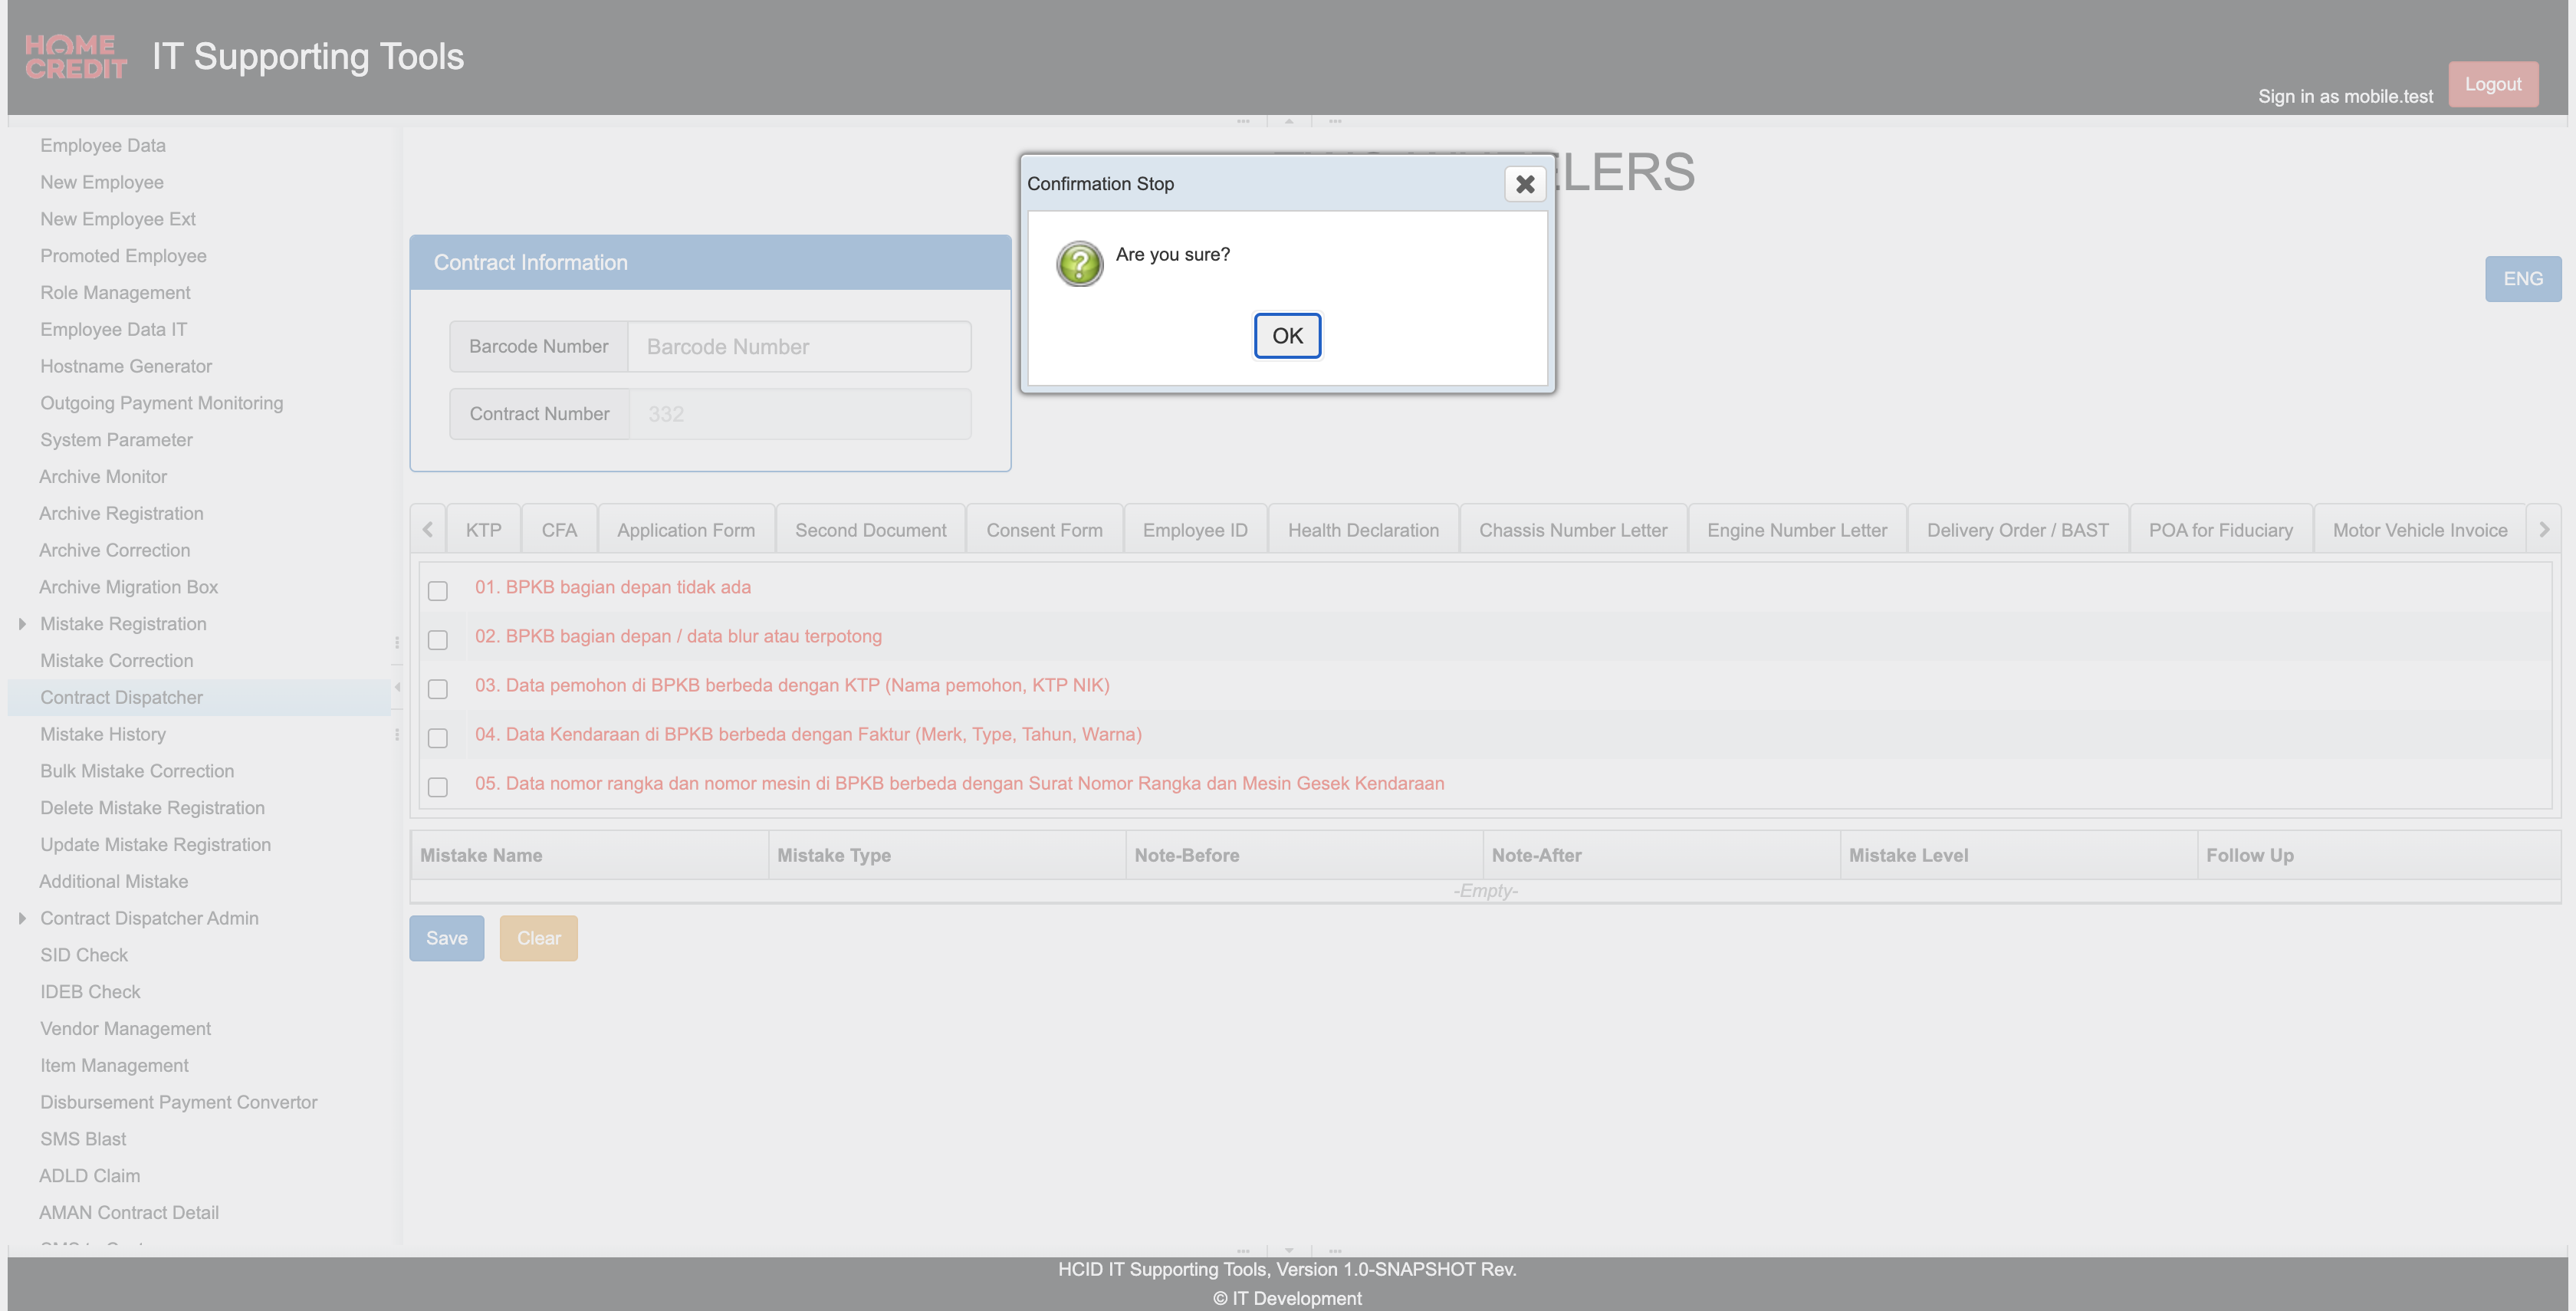 HOME
CREDIT
IT Supporting Tools
Sign in as mobile.test
Logout
Employee Data
New Employee
New Employee Ext
Promoted Employee
Role Management
Employee Data IT
Hostname Generator
Outgoing Payment Monitoring
System Parameter
Archive Monitor
Archive Registration
Archive Correction
Archive Migration Box
Mistake Registration
Mistake Correction
Contract Dispatcher
Mistake History
Bulk Mistake Correction
Delete Mistake Registration
Update Mistake Registration
Additional Mistake
Contract Dispatcher Admin
SID Check
IDEB Check
Vendor Management
Item Management
Disbursement Payment Convertor
SMS Blast
ADLD Claim
AMAN Contract Detail
LERS
Confirmation Stop
Are you sure?
OK
ENG
Contract Information
Barcode Number Barcode Number
Contract Number 332
KTP CFA Application Form Second Document Consent Form Employee ID Health Declaration Chassis Number Letter Engine Number Letter Delivery Order / BAST POA for Fiduciary Motor Vehicle Invoice
01. BPKB bagian depan tidak ada
02. BPKB bagian depan / data blur atau terpotong
03. Data pemohon di BPKB berbeda dengan KTP (Nama pemohon, KTP NIK)
04. Data Kendaraan di BPKB berbeda dengan Faktur (Merk, Type, Tahun, Warna)
05. Data nomor rangka dan nomor mesin di BPKB berbeda dengan Surat Nomor Rangka dan Mesin Gesek Kendaraan
Mistake Name Mistake Type Note-Before Note-After Mistake Level Follow Up
-Empty-
Save Clear
HCID IT Supporting Tools, Version 1.0-SNAPSHOT Rev.
© IT Development